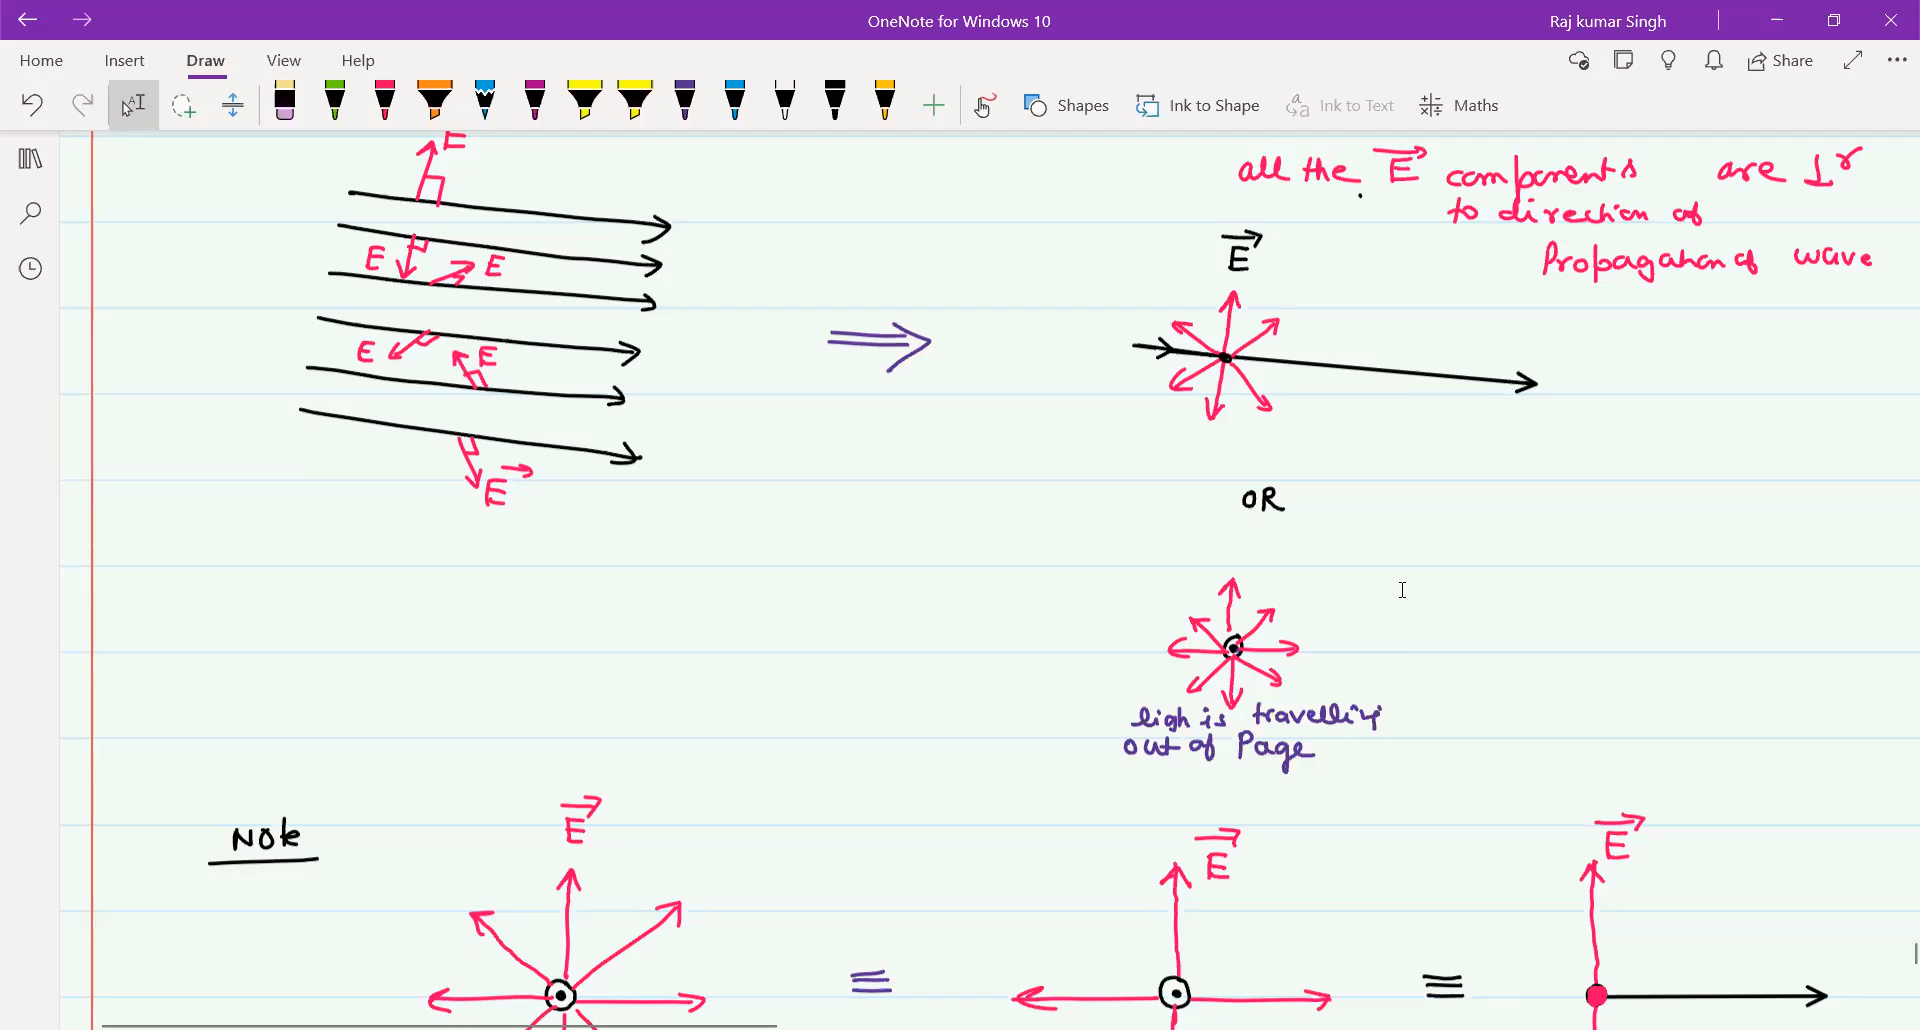 OneNote for Windows 10
Raj kumar Singh
Home Insert Draw View Help
Share
Shapes Ink to Shape Ink to Text Maths
E
E
E
E
E
E
all the E components are ⊥r
to direction of
Propagation of wave
E
OR
ligh is travelling
out of Page
Note
E
E
≡
E
≡